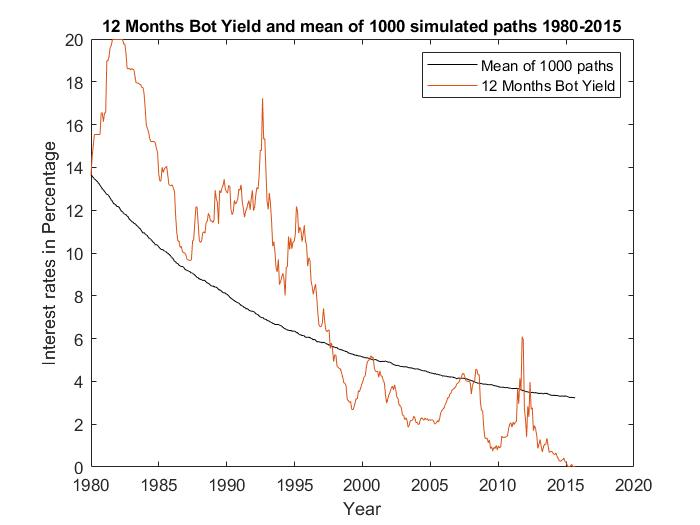 12 Months Bot Yield and mean of 1000 simulated paths 1980-2015
20
18
16
14
12
10
8
6
4
2
0
Interest rates in Percentage
Mean of 1000 paths
12 Months Bot Yield
1980 1985 1990 1995 2000 2005 2010 2015 2020
Year